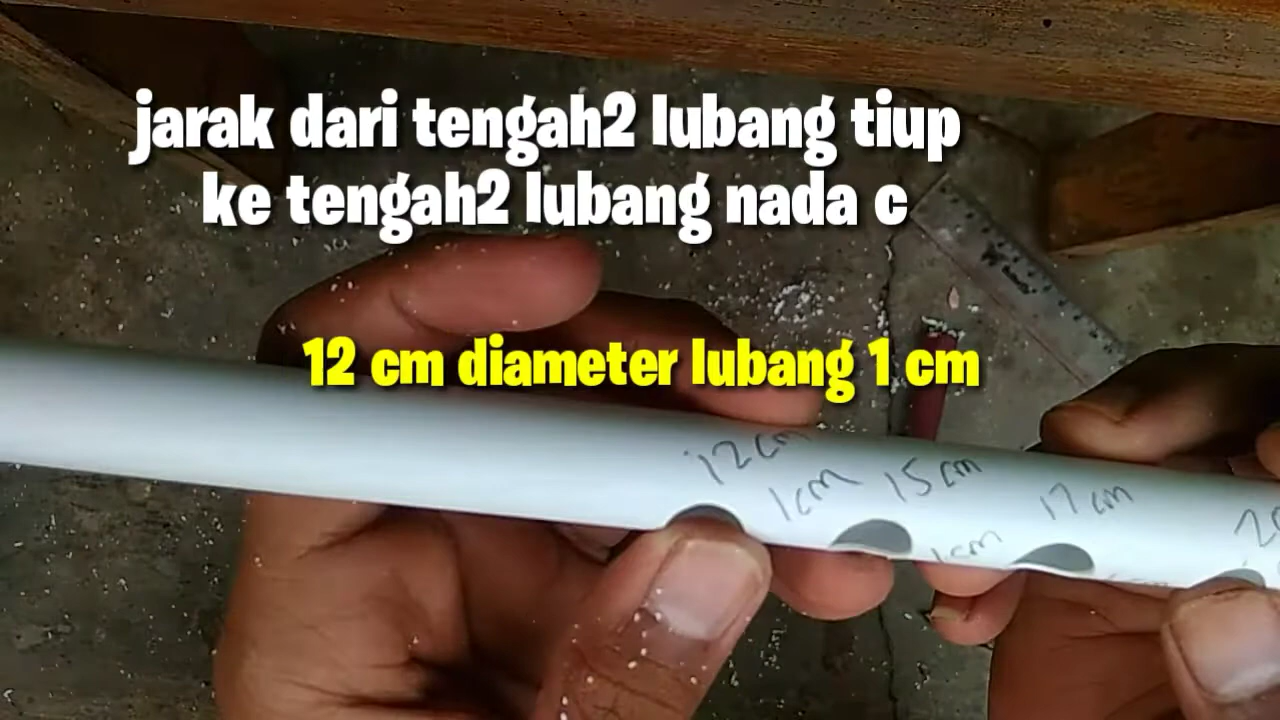 jarak dari tengah2 lubang tiup
ke tengah2 lubang nada c
12 cm diameter lubang 1 cm
12cm
1cm
15cm
1cm
17cm